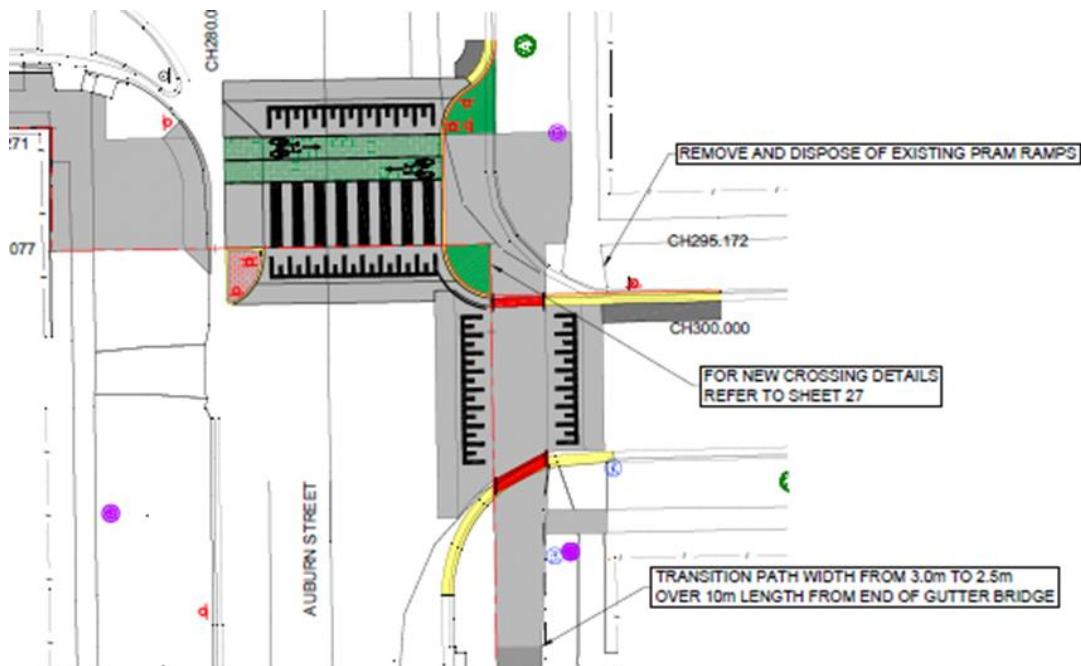 CH280.0
271
REMOVE AND DISPOSE OF EXISTING PRAM RAMPS
CH295.172
077
CH300.000
FOR NEW CROSSING DETAILS
REFER TO SHEET 27
AUBURN STREET
TRANSITION PATH WIDTH FROM 3.0m TO 2.5m
OVER 10m LENGTH FROM END OF GUTTER BRIDGE